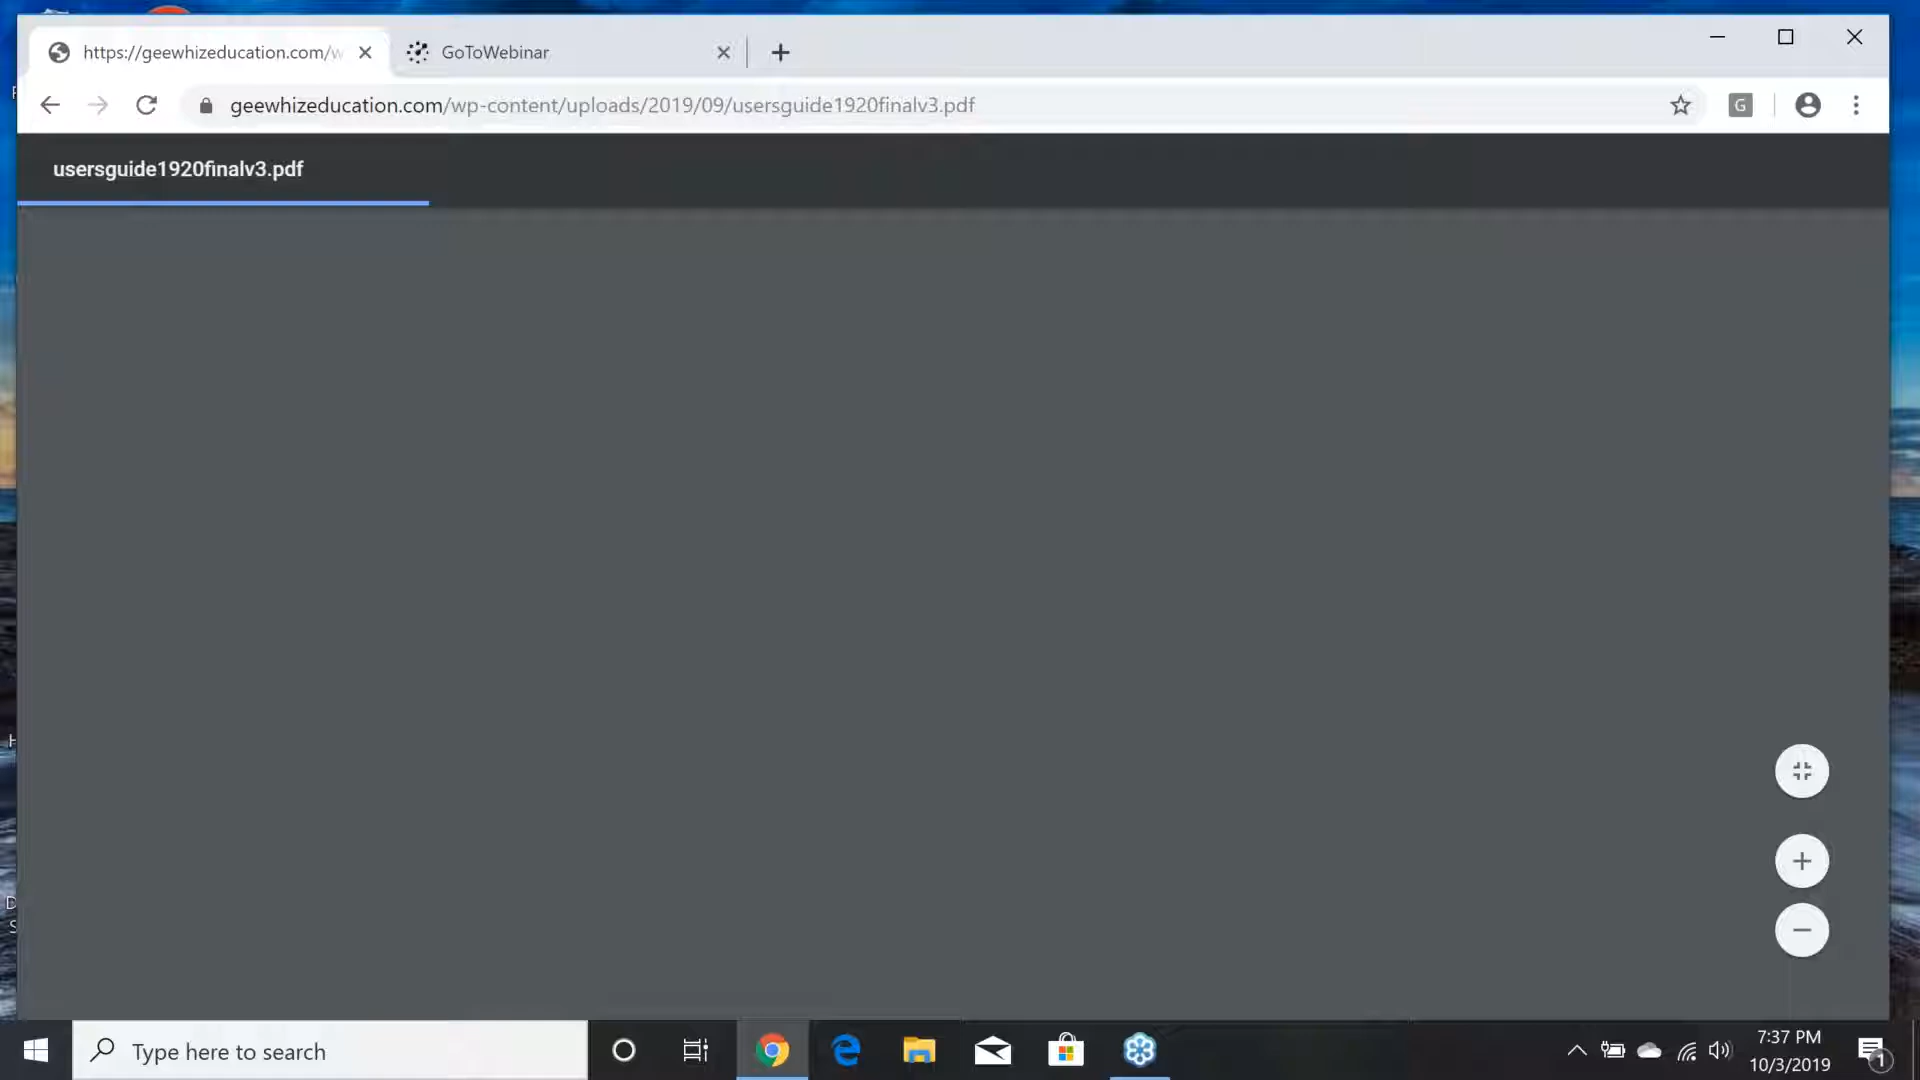 https://geewhizeducation.com/w
GoToWebinar
geewhizeducation.com/wp-content/uploads/2019/09/usersguide1920finalv3.pdf
G
usersguide1920finalv3.pdf
H
D
S
Type here to search
7:37 PM
10/3/2019
1